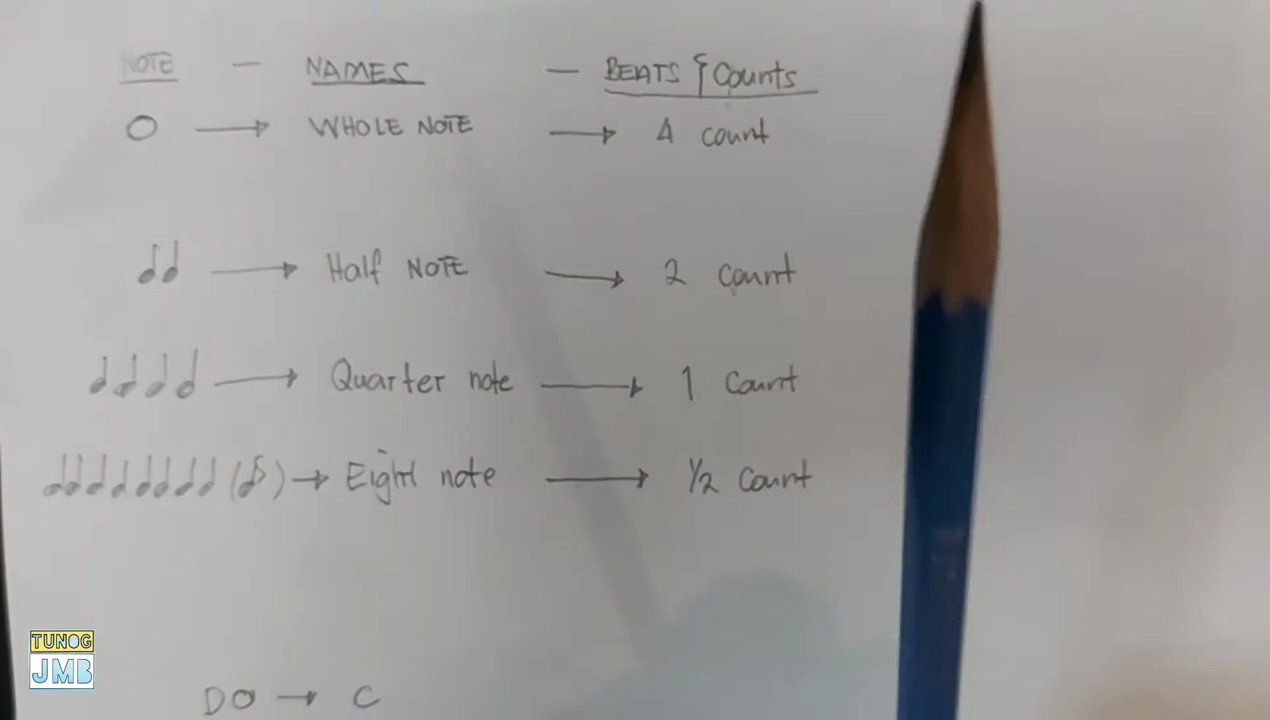 NOTE - NAMES - BEATS & Counts
O → WHOLE NOTE → 4 count
♩♩ → Half NOTE → 2 count
♩♩♩♩ → Quarter note → 1 Count
♩♩♩♩♩♩♩♩ (♪) → Eight note → 1/2 Count
TUNOG
JMB
DO → C